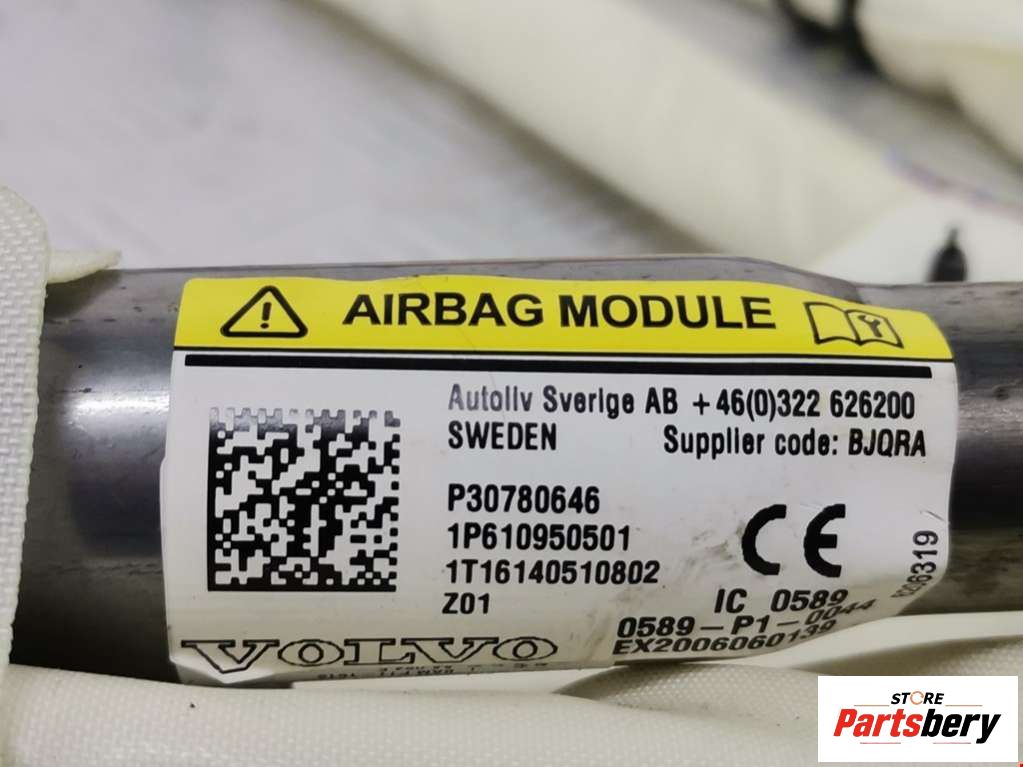 AIRBAG MODULE
Autoliv Sverige AB +46(0)322 626200
SWEDEN Supplier code: BJQRA
P30780646
1P610950501
1T16140510802
Z01
CE
IC 0589
0589-P1-0044
EX2006060139
VOLVO
STORE
Partsbery